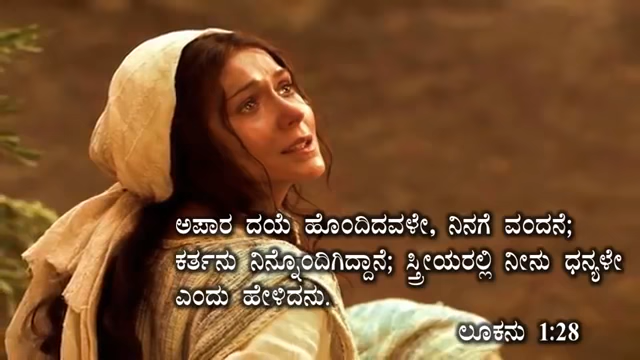 ಅಪಾರ ದಯೆ ಹೊಂದಿದವಳೇ, ನಿನಗೆ ವಂದನೆ;
ಕರ್ತನು ನಿನ್ನೊಂದಿಗಿದ್ದಾನೆ; ಸ್ತ್ರೀಯರಲ್ಲಿ ನೀನು ಧನ್ಯಳೇ
ಎಂದು ಹೇಳಿದನು.
ಲೂಕನು 1:28